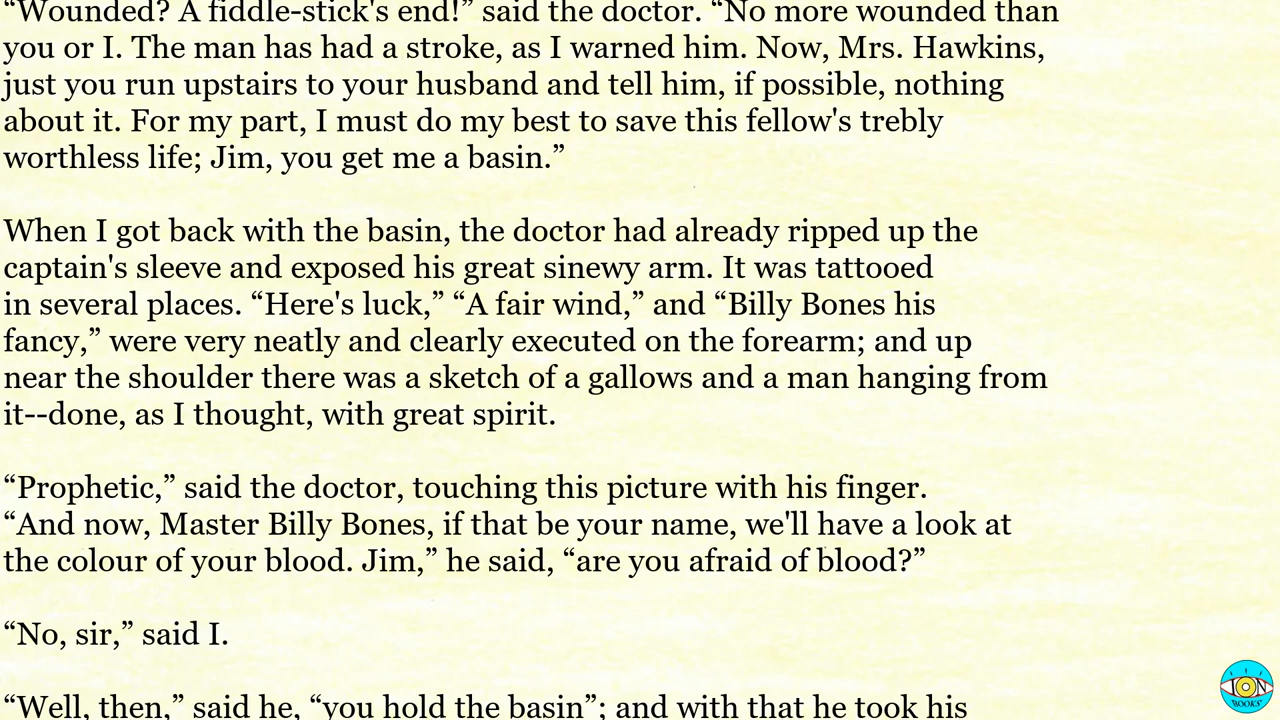 “Wounded? A fiddle-stick's end!” said the doctor. “No more wounded than
you or I. The man has had a stroke, as I warned him. Now, Mrs. Hawkins,
just you run upstairs to your husband and tell him, if possible, nothing
about it. For my part, I must do my best to save this fellow's trebly
worthless life; Jim, you get me a basin.”
When I got back with the basin, the doctor had already ripped up the
captain's sleeve and exposed his great sinewy arm. It was tattooed
in several places. “Here's luck,” “A fair wind,” and “Billy Bones his
fancy,” were very neatly and clearly executed on the forearm; and up
near the shoulder there was a sketch of a gallows and a man hanging from
it--done, as I thought, with great spirit.
“Prophetic,” said the doctor, touching this picture with his finger.
“And now, Master Billy Bones, if that be your name, we'll have a look at
the colour of your blood. Jim,” he said, “are you afraid of blood?”
“No, sir,” said I.
“Well, then,” said he, “you hold the basin”; and with that he took his
ION
BOOKS